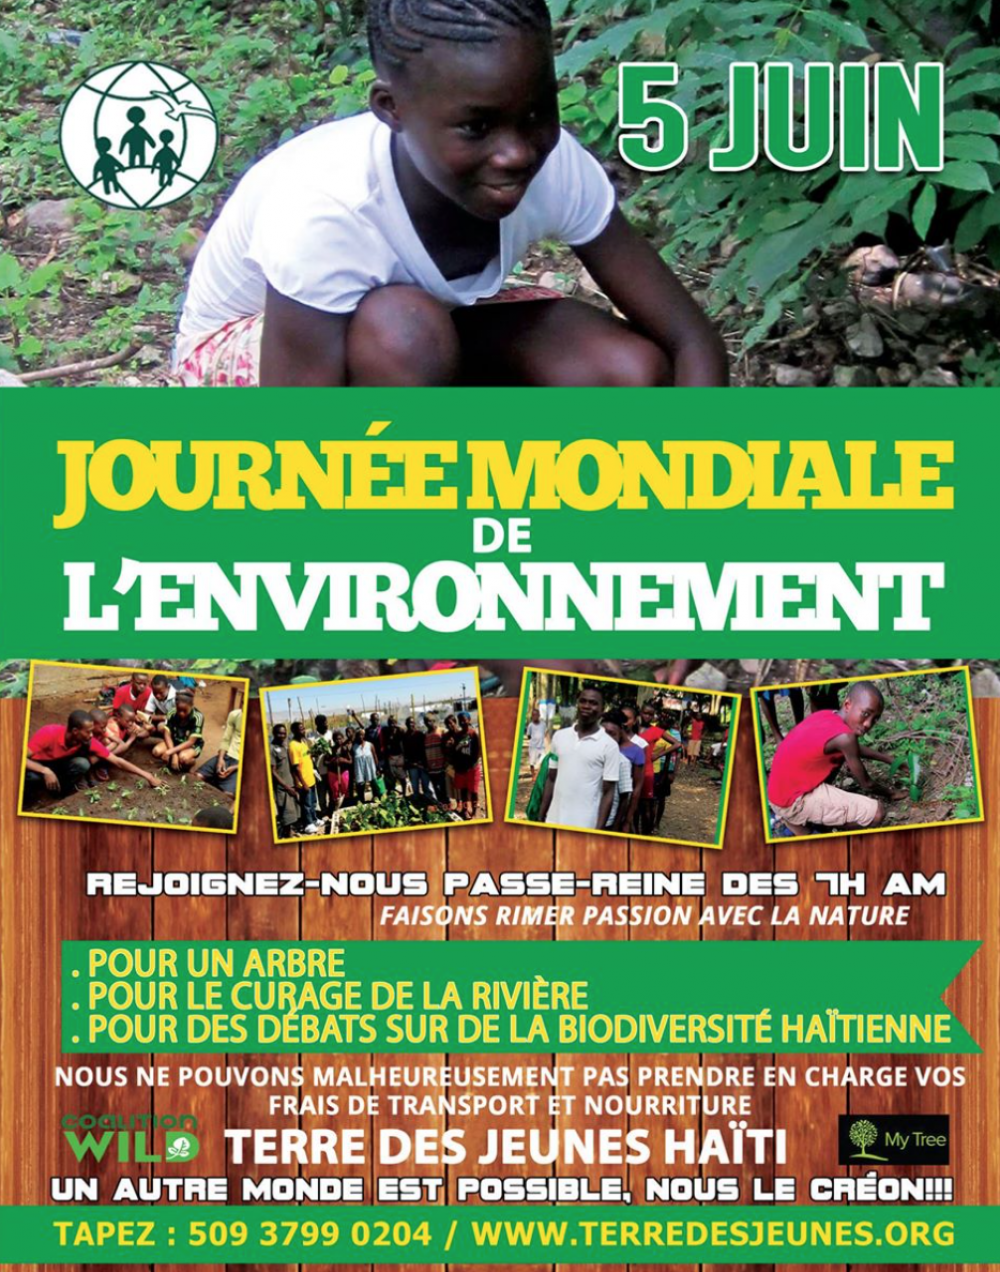 5 JUIN
JOURNÉE MONDIALE
DE
L'ENVIRONNEMENT
REJOIGNEZ-NOUS PASSE-REINE DES 7H AM
FAISONS RIMER PASSION AVEC LA NATURE
. POUR UN ARBRE
. POUR LE CURAGE DE LA RIVIÈRE
. POUR DES DÉBATS SUR DE LA BIODIVERSITÉ HAÏTIENNE
NOUS NE POUVONS MALHEUREUSEMENT PAS PRENDRE EN CHARGE VOS
FRAIS DE TRANSPORT ET NOURRITURE
COALITION
WILD
TERRE DES JEUNES HAÏTI
My Tree
UN AUTRE MONDE EST POSSIBLE, NOUS LE CRÉON!!!
TAPEZ : 509 3799 0204 / WWW.TERREDESJEUNES.ORG